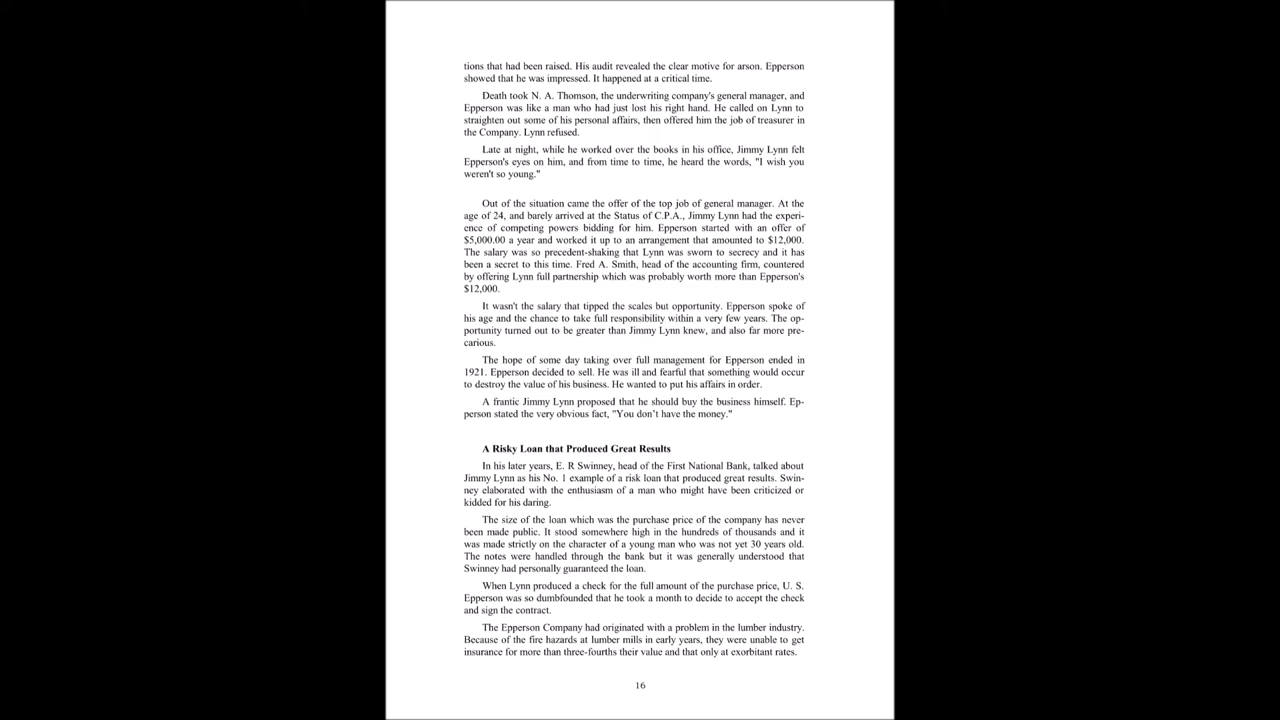 tions that had been raised. His audit revealed the clear motive for arson. Epperson
showed that he was impressed. It happened at a critical time.
Death took N. A. Thomson, the underwriting company's general manager, and
Epperson was like a man who had just lost his right hand. He called on Lynn to
straighten out some of his personal affairs, then offered him the job of treasurer in
the Company. Lynn refused.
Late at night, while he worked over the books in his office, Jimmy Lynn felt
Epperson's eyes on him, and from time to time, he heard the words, "I wish you
weren't so young."
Out of the situation came the offer of the top job of general manager. At the
age of 24, and barely arrived at the Status of C.P.A., Jimmy Lynn had the experi-
ence of competing powers bidding for him. Epperson started with an offer of
$5,000.00 a year and worked it up to an arrangement that amounted to $12,000.
The salary was so precedent-shaking that Lynn was sworn to secrecy and it has
been a secret to this time. Fred A. Smith, head of the accounting firm, countered
by offering Lynn full partnership which was probably worth more than Epperson's
$12,000.
It wasn't the salary that tipped the scales but opportunity. Epperson spoke of
his age and the chance to take full responsibility within a very few years. The op-
portunity turned out to be greater than Jimmy Lynn knew, and also far more pre-
carious.
The hope of some day taking over full management for Epperson ended in
1921. Epperson decided to sell. He was ill and fearful that something would occur
to destroy the value of his business. He wanted to put his affairs in order.
A frantic Jimmy Lynn proposed that he should buy the business himself. Ep-
person stated the very obvious fact, "You don’t have the money."
A Risky Loan that Produced Great Results
In his later years, E. R Swinney, head of the First National Bank, talked about
Jimmy Lynn as his No. 1 example of a risk loan that produced great results. Swin-
ney elaborated with the enthusiasm of a man who might have been criticized or
kidded for his daring.
The size of the loan which was the purchase price of the company has never
been made public. It stood somewhere high in the hundreds of thousands and it
was made strictly on the character of a young man who was not yet 30 years old.
The notes were handled through the bank but it was generally understood that
Swinney had personally guaranteed the loan.
When Lynn produced a check for the full amount of the purchase price, U. S.
Epperson was so dumbfounded that he took a month to decide to accept the check
and sign the contract.
The Epperson Company had originated with a problem in the lumber industry.
Because of the fire hazards at lumber mills in early years, they were unable to get
insurance for more than three-fourths their value and that only at exorbitant rates.
16